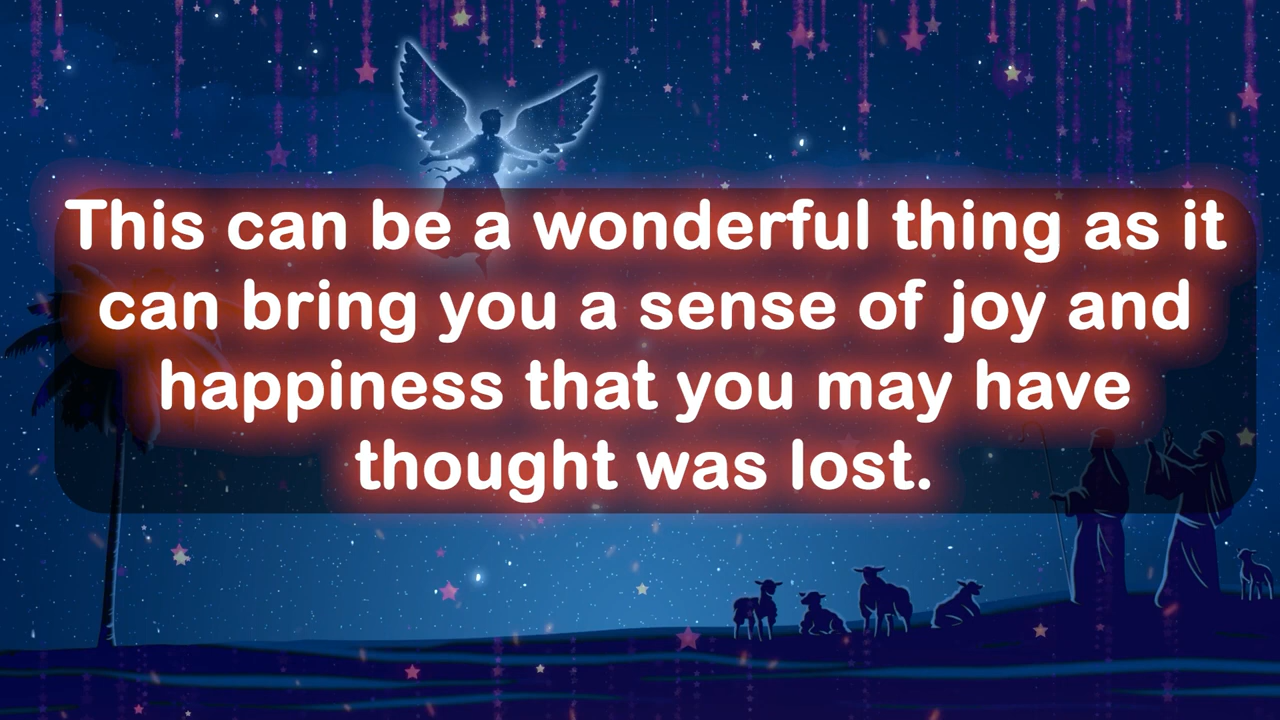 This can be a wonderful thing as it
can bring you a sense of joy and
happiness that you may have
thought was lost.